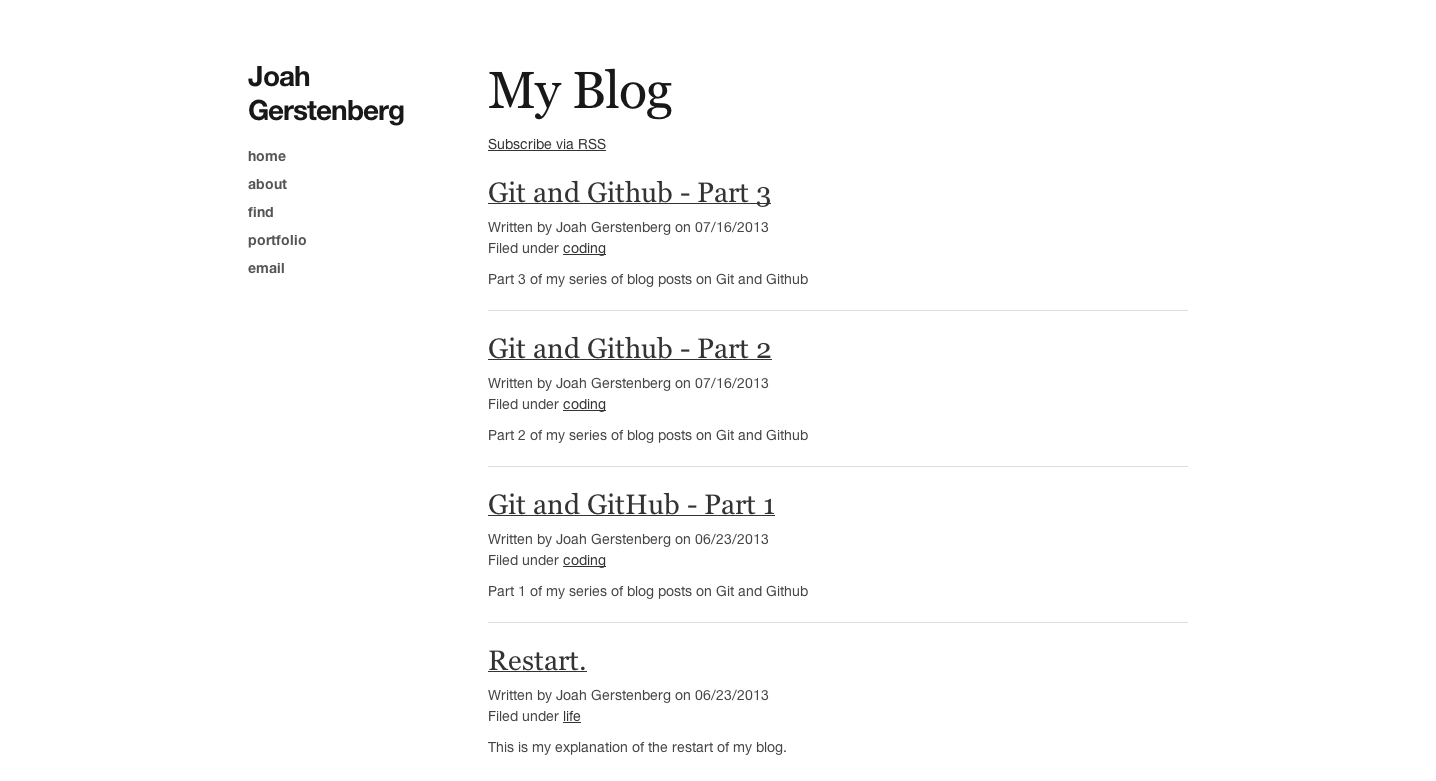 Joah
Gerstenberg
home
about
find
portfolio
email
My Blog
Subscribe via RSS
Git and Github - Part 3
Written by Joah Gerstenberg on 07/16/2013
Filed under coding
Part 3 of my series of blog posts on Git and Github
Git and Github - Part 2
Written by Joah Gerstenberg on 07/16/2013
Filed under coding
Part 2 of my series of blog posts on Git and Github
Git and GitHub - Part 1
Written by Joah Gerstenberg on 06/23/2013
Filed under coding
Part 1 of my series of blog posts on Git and Github
Restart.
Written by Joah Gerstenberg on 06/23/2013
Filed under life
This is my explanation of the restart of my blog.